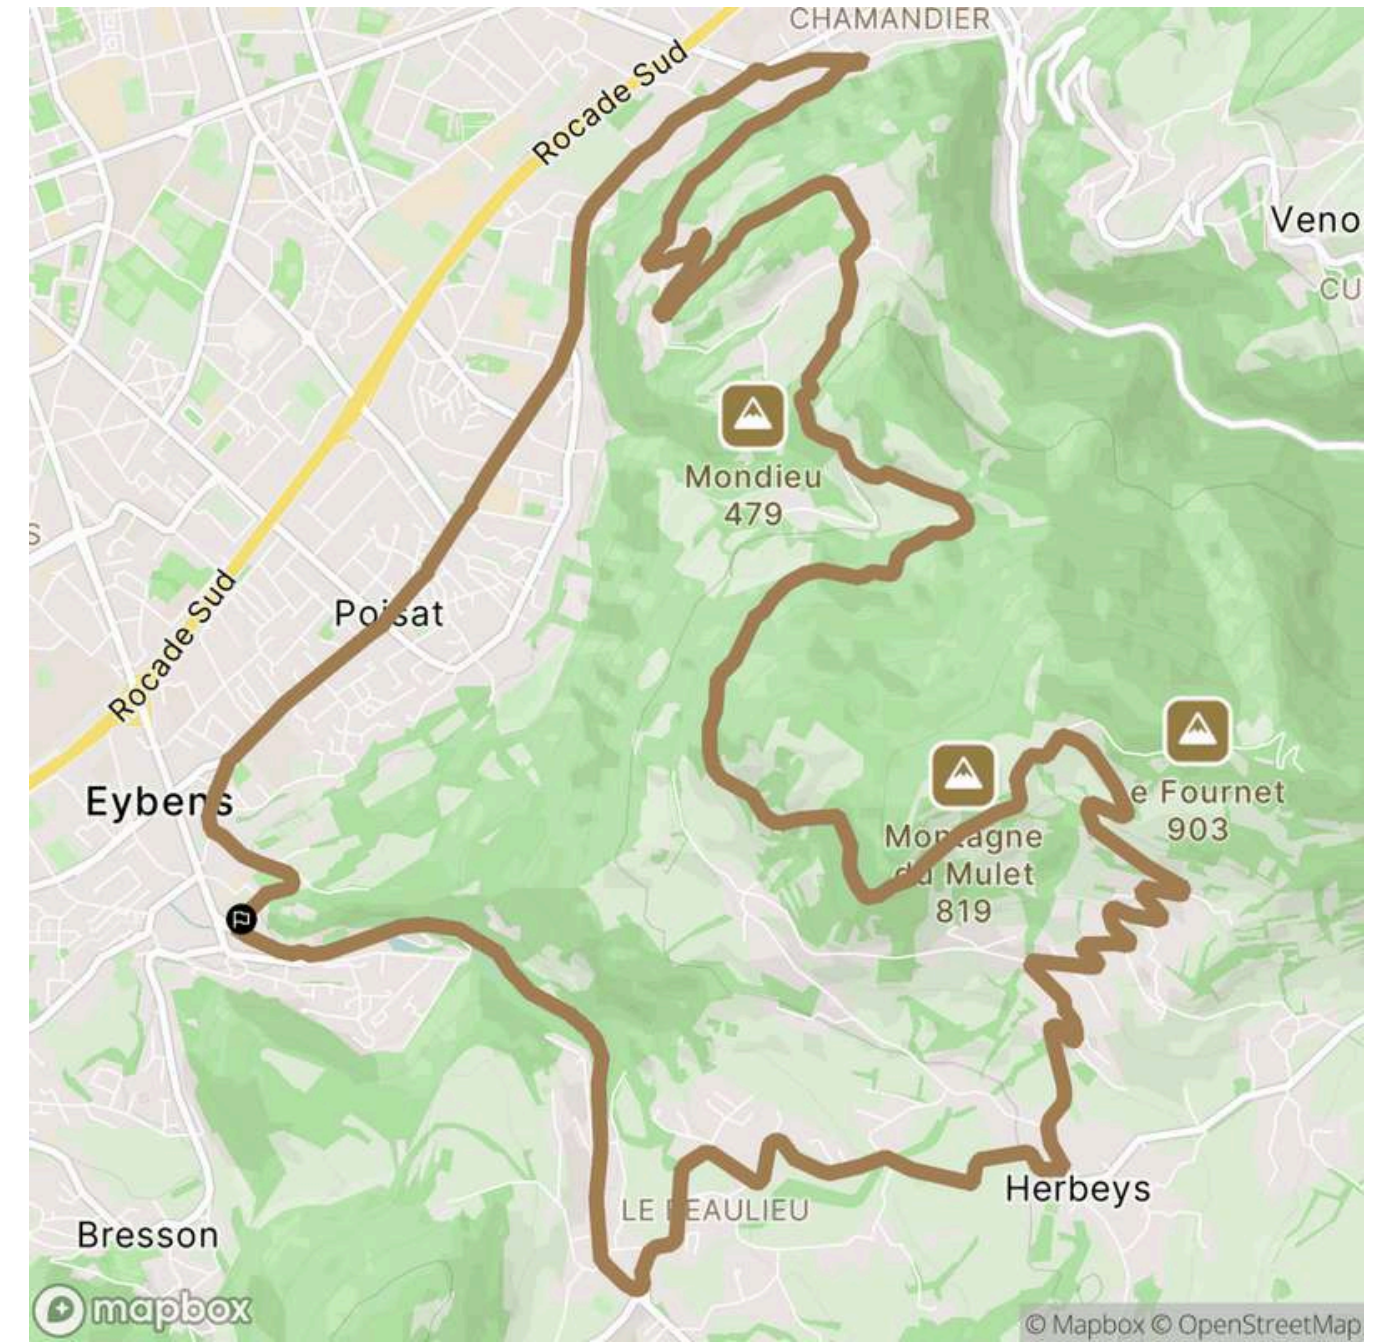 CHAMANDIER
Rocade Sud
Veno
CU
Mondieu
479
S
Rocade Sud
Poisat
e Fournet
903
Eybens
Montagne
du Mulet
819
Herbeys
LE BEAULIEU
Bresson
mapbox
© Mapbox © OpenStreetMap